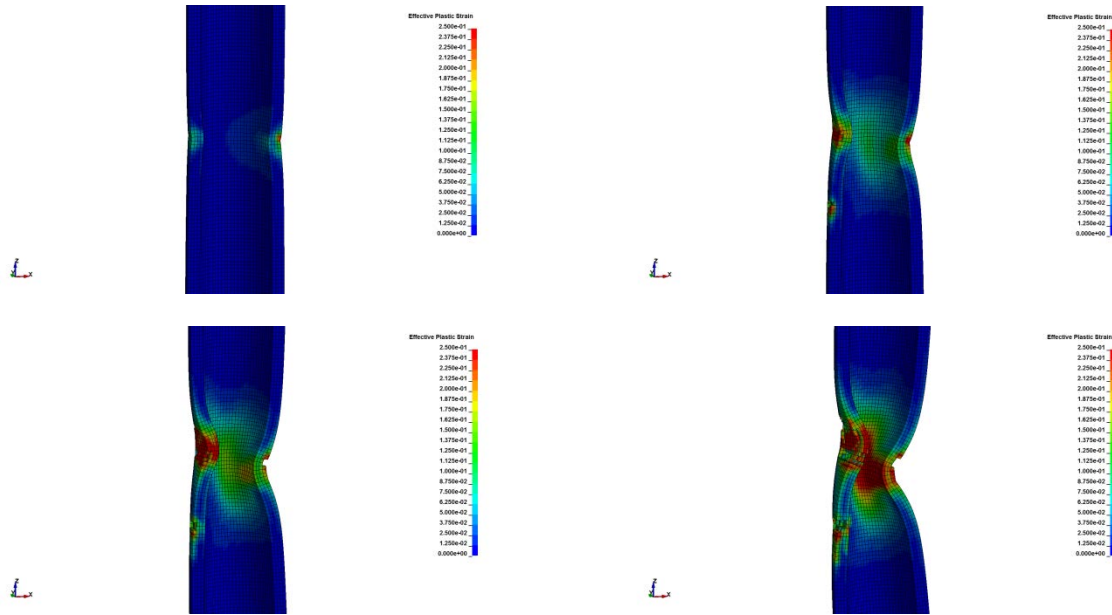 Effective Plastic Strain
2.500e-01
2.375e-01
2.250e-01
2.125e-01
2.000e-01
1.875e-01
1.750e-01
1.625e-01
1.500e-01
1.375e-01
1.250e-01
1.125e-01
1.000e-01
8.750e-02
7.500e-02
6.250e-02
5.000e-02
3.750e-02
2.500e-02
1.250e-02
0.000e+00
Z
Y
X
Effective Plastic Strain
2.500e-01
2.375e-01
2.250e-01
2.125e-01
2.000e-01
1.875e-01
1.750e-01
1.625e-01
1.500e-01
1.375e-01
1.250e-01
1.125e-01
1.000e-01
8.750e-02
7.500e-02
6.250e-02
5.000e-02
3.750e-02
2.500e-02
1.250e-02
0.000e+00
Z
Y
X
Effective Plastic Strain
2.500e-01
2.375e-01
2.250e-01
2.125e-01
2.000e-01
1.875e-01
1.750e-01
1.625e-01
1.500e-01
1.375e-01
1.250e-01
1.125e-01
1.000e-01
8.750e-02
7.500e-02
6.250e-02
5.000e-02
3.750e-02
2.500e-02
1.250e-02
0.000e+00
Z
Y
X
Effective Plastic Strain
2.500e-01
2.375e-01
2.250e-01
2.125e-01
2.000e-01
1.875e-01
1.750e-01
1.625e-01
1.500e-01
1.375e-01
1.250e-01
1.125e-01
1.000e-01
8.750e-02
7.500e-02
6.250e-02
5.000e-02
3.750e-02
2.500e-02
1.250e-02
0.000e+00
Z
Y
X